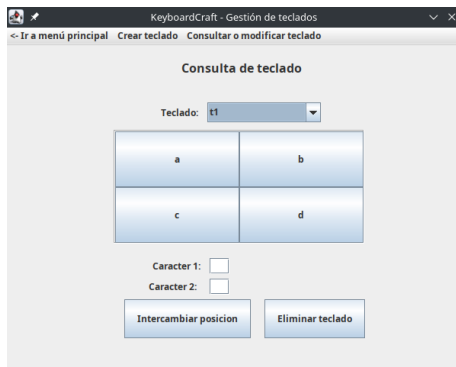 KeyboardCraft - Gestión de teclados
<- Ir a menú principal Crear teclado Consultar o modificar teclado
Consulta de teclado
Teclado: t1
a b
c d
Caracter 1:
Caracter 2:
Intercambiar posicion Eliminar teclado